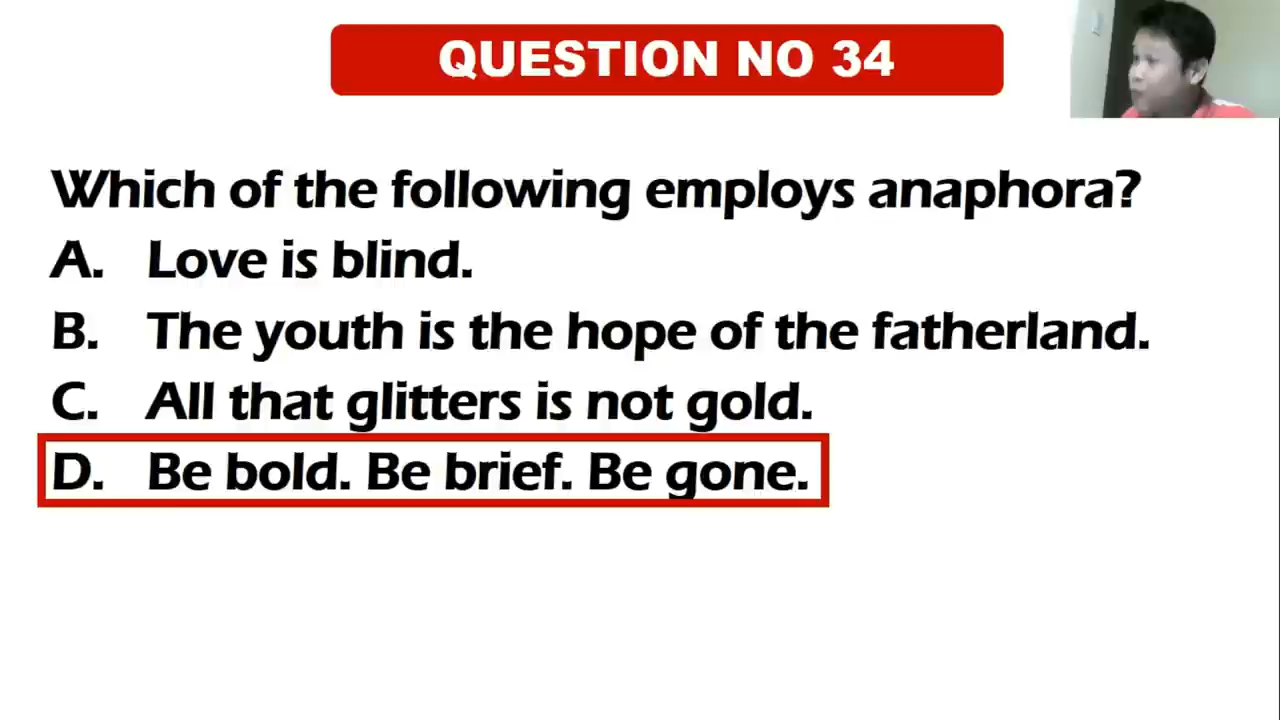 QUESTION NO 34
Which of the following employs anaphora?
A. Love is blind.
B. The youth is the hope of the fatherland.
C. All that glitters is not gold.
D. Be bold. Be brief. Be gone.